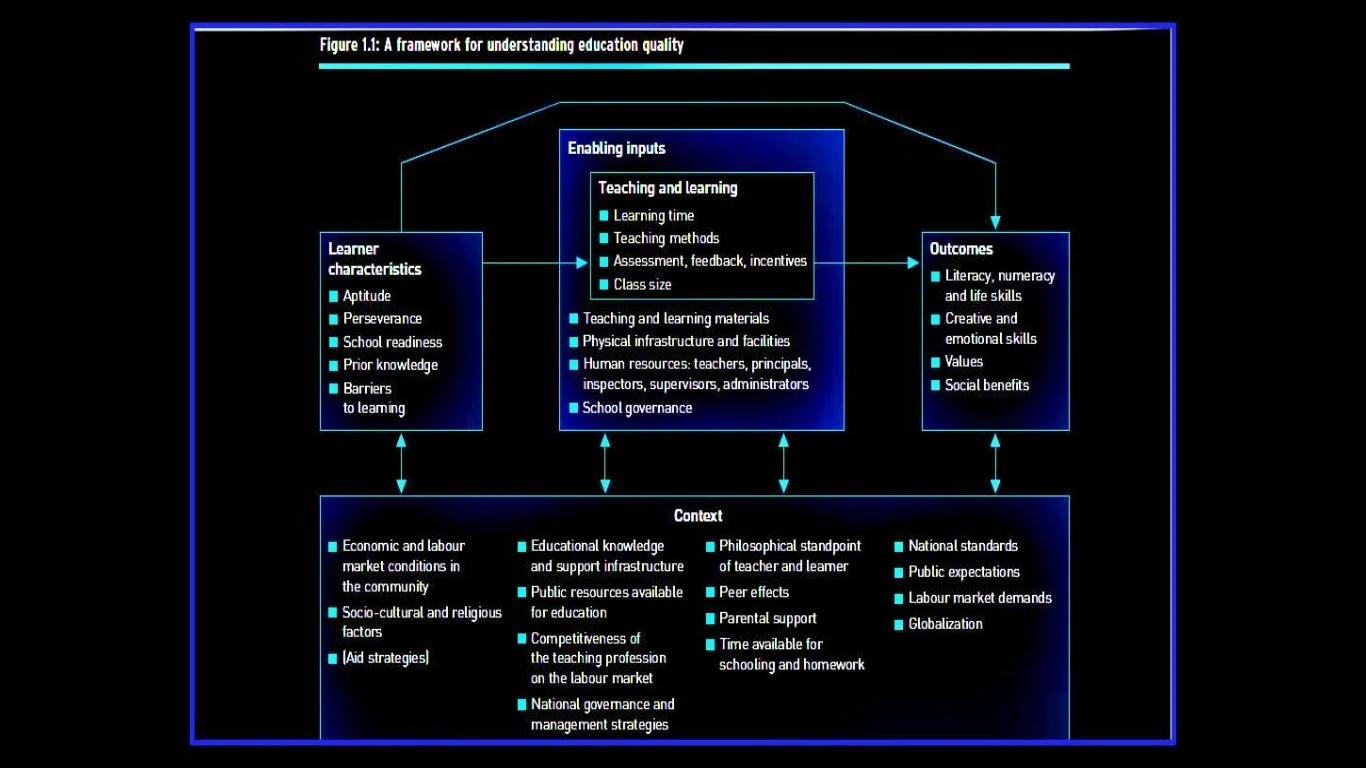 Figure 1.1: A framework for understanding education quality
Enabling inputs
Teaching and learning
Learning time
Teaching methods
Assessment, feedback, incentives
Class size
Teaching and learning materials
Physical infrastructure and facilities
Human resources: teachers, principals,
inspectors, supervisors, administrators
School governance
Learner
characteristics
Aptitude
Perseverance
School readiness
Prior knowledge
Barriers
to learning
Outcomes
Literacy, numeracy
and life skills
Creative and
emotional skills
Values
Social benefits
Context
Economic and labour
market conditions in
the community
Socio-cultural and religious
factors
(Aid strategies)
Educational knowledge
and support infrastructure
Public resources available
for education
Competitiveness of
the teaching profession
on the labour market
National governance and
management strategies
Philosophical standpoint
of teacher and learner
Peer effects
Parental support
Time available for
schooling and homework
National standards
Public expectations
Labour market demands
Globalization